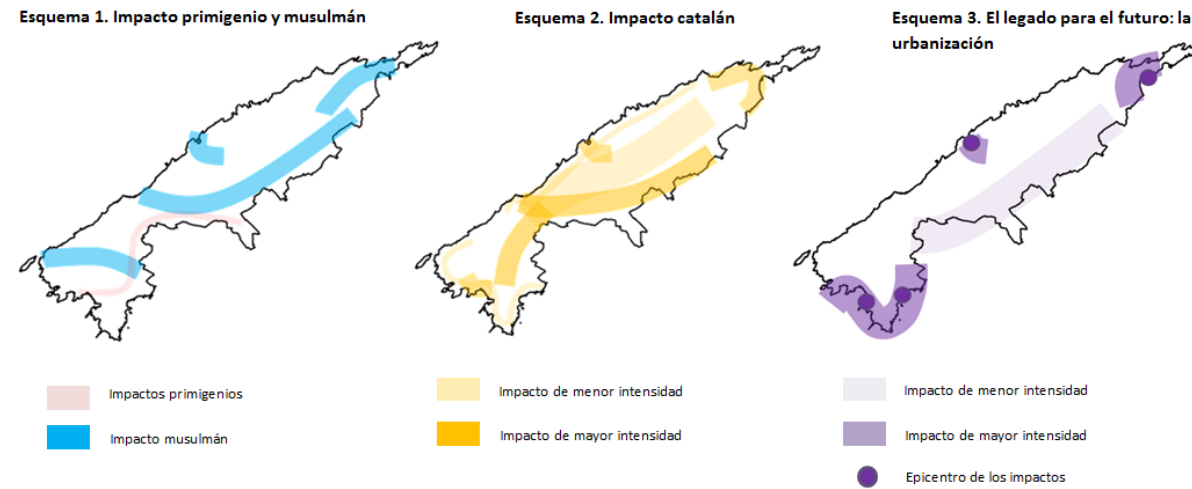 Esquema 1. Impacto primigenio y musulmán
Esquema 2. Impacto catalán
Esquema 3. El legado para el futuro: la
urbanización
Impactos primigenios
Impacto musulmán
Impacto de menor intensidad
Impacto de mayor intensidad
Impacto de menor intensidad
Impacto de mayor intensidad
Epicentro de los impactos